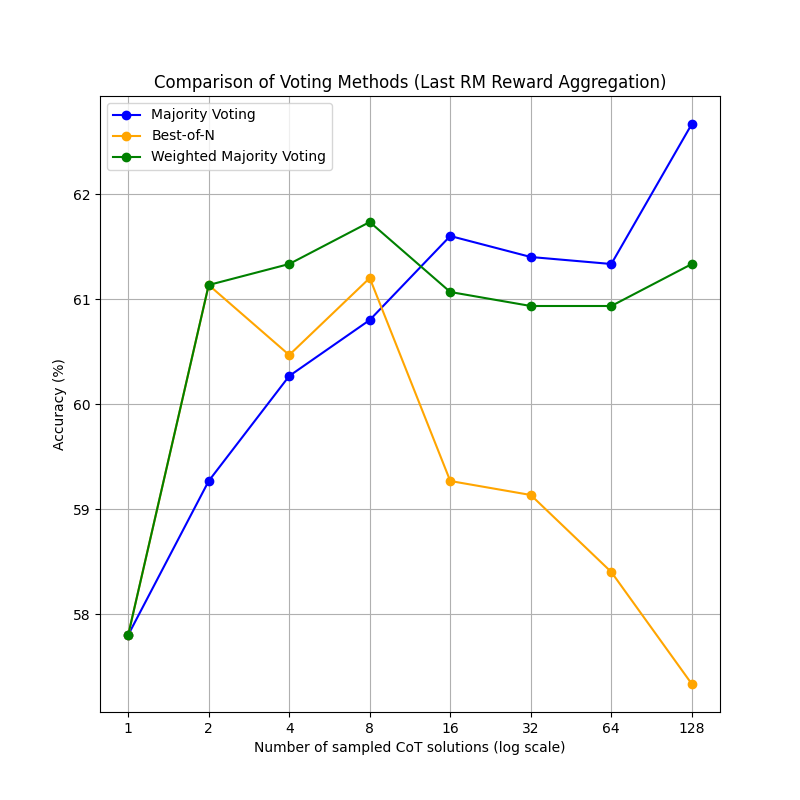 Comparison of Voting Methods (Last RM Reward Aggregation)
Majority Voting
Best-of-N
Weighted Majority Voting
62
61
60
59
58
Accuracy (%)
1 2 4 8 16 32 64 128
Number of sampled CoT solutions (log scale)